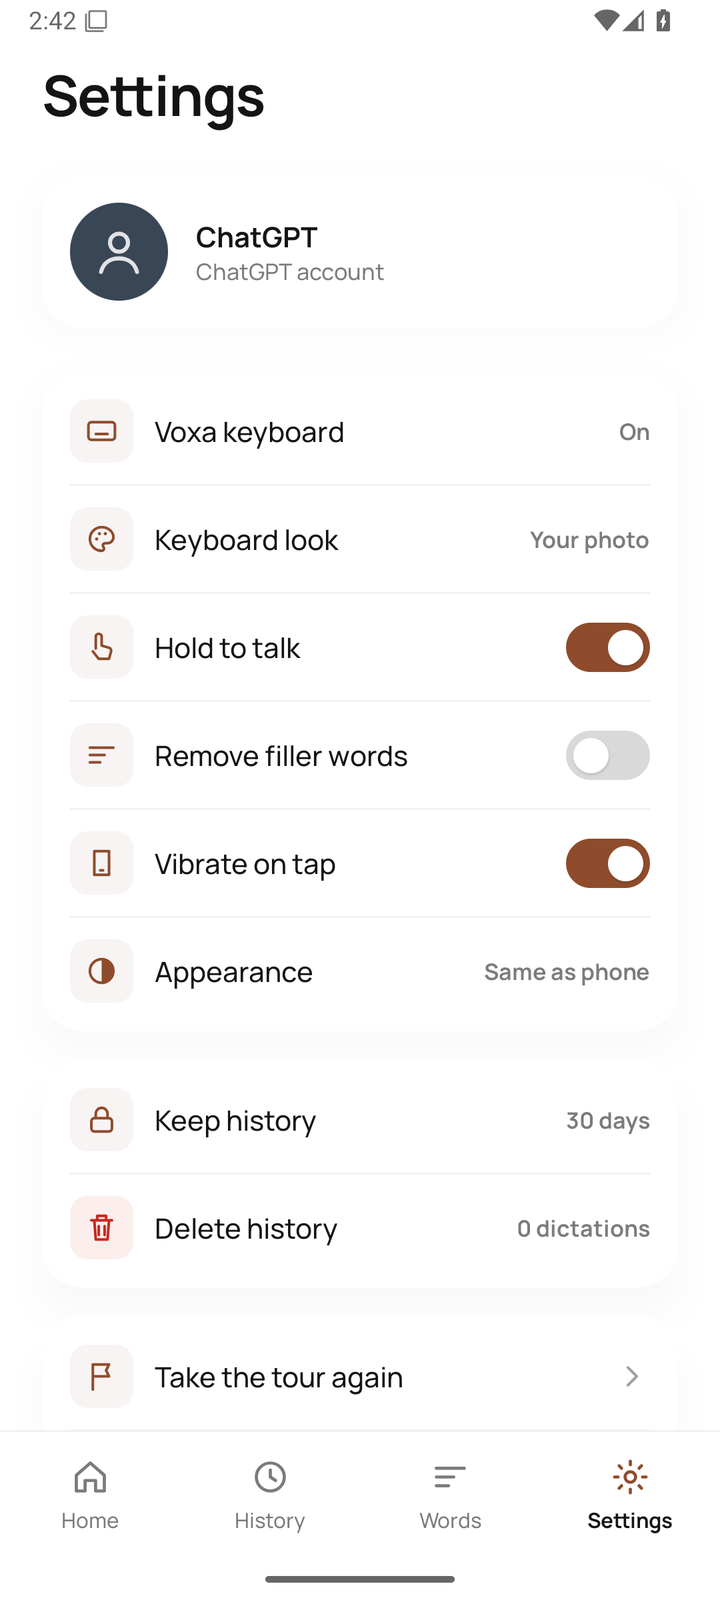 2:42
Settings
ChatGPT
ChatGPT account
Voxa keyboard
On
Keyboard look
Your photo
Hold to talk
Remove filler words
Vibrate on tap
Appearance
Same as phone
Keep history
30 days
Delete history
0 dictations
Take the tour again
Home
History
Words
Settings